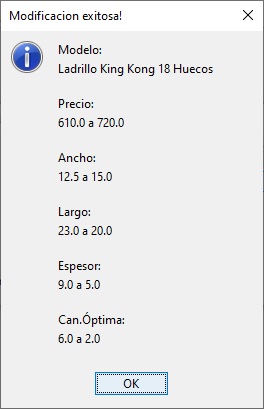 Modificacion exitosa!
Modelo:
Ladrillo King Kong 18 Huecos
Precio:
610.0 a 720.0
Ancho:
12.5 a 15.0
Largo:
23.0 a 20.0
Espesor:
9.0 a 5.0
Can.Óptima:
6.0 a 2.0
OK